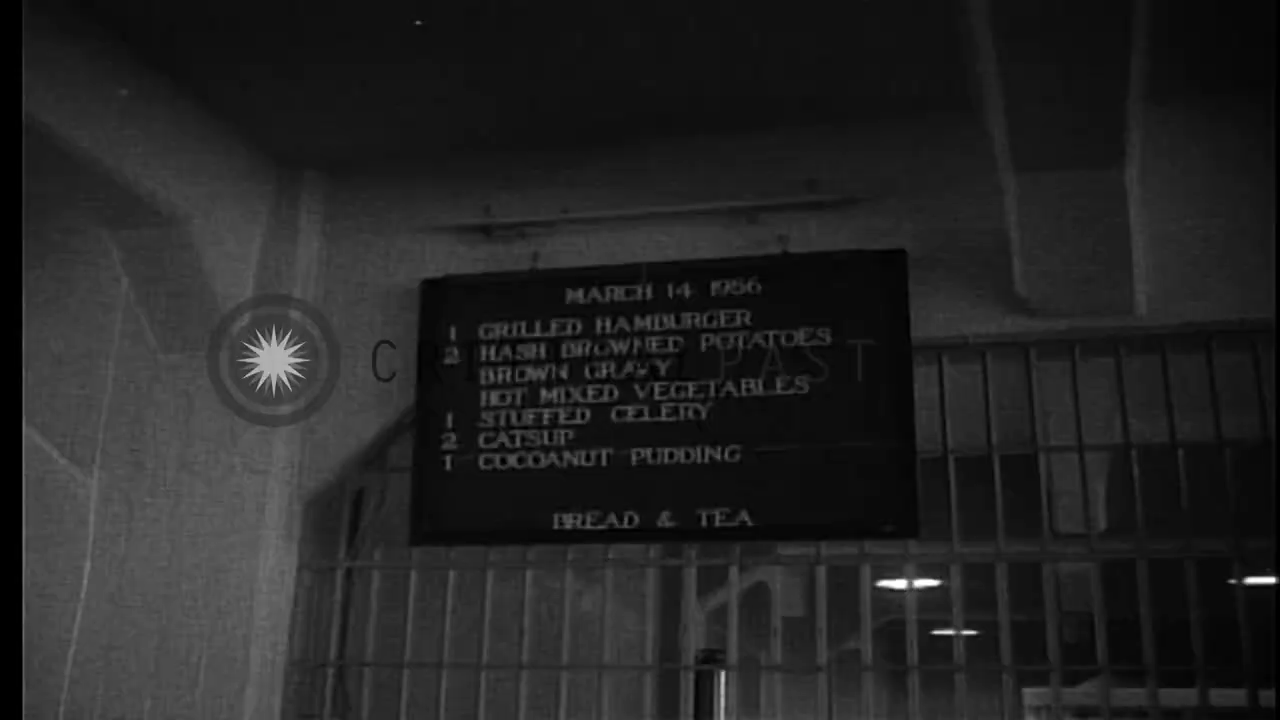 MARCH 14 1956
1 GRILLED HAMBURGER
2 HASH BROWNED POTATOES
BROWN GRAVY
HOT MIXED VEGETABLES
1 STUFFED CELERY
2 CATSUP
1 COCOANUT PUDDING
BREAD & TEA
PAST